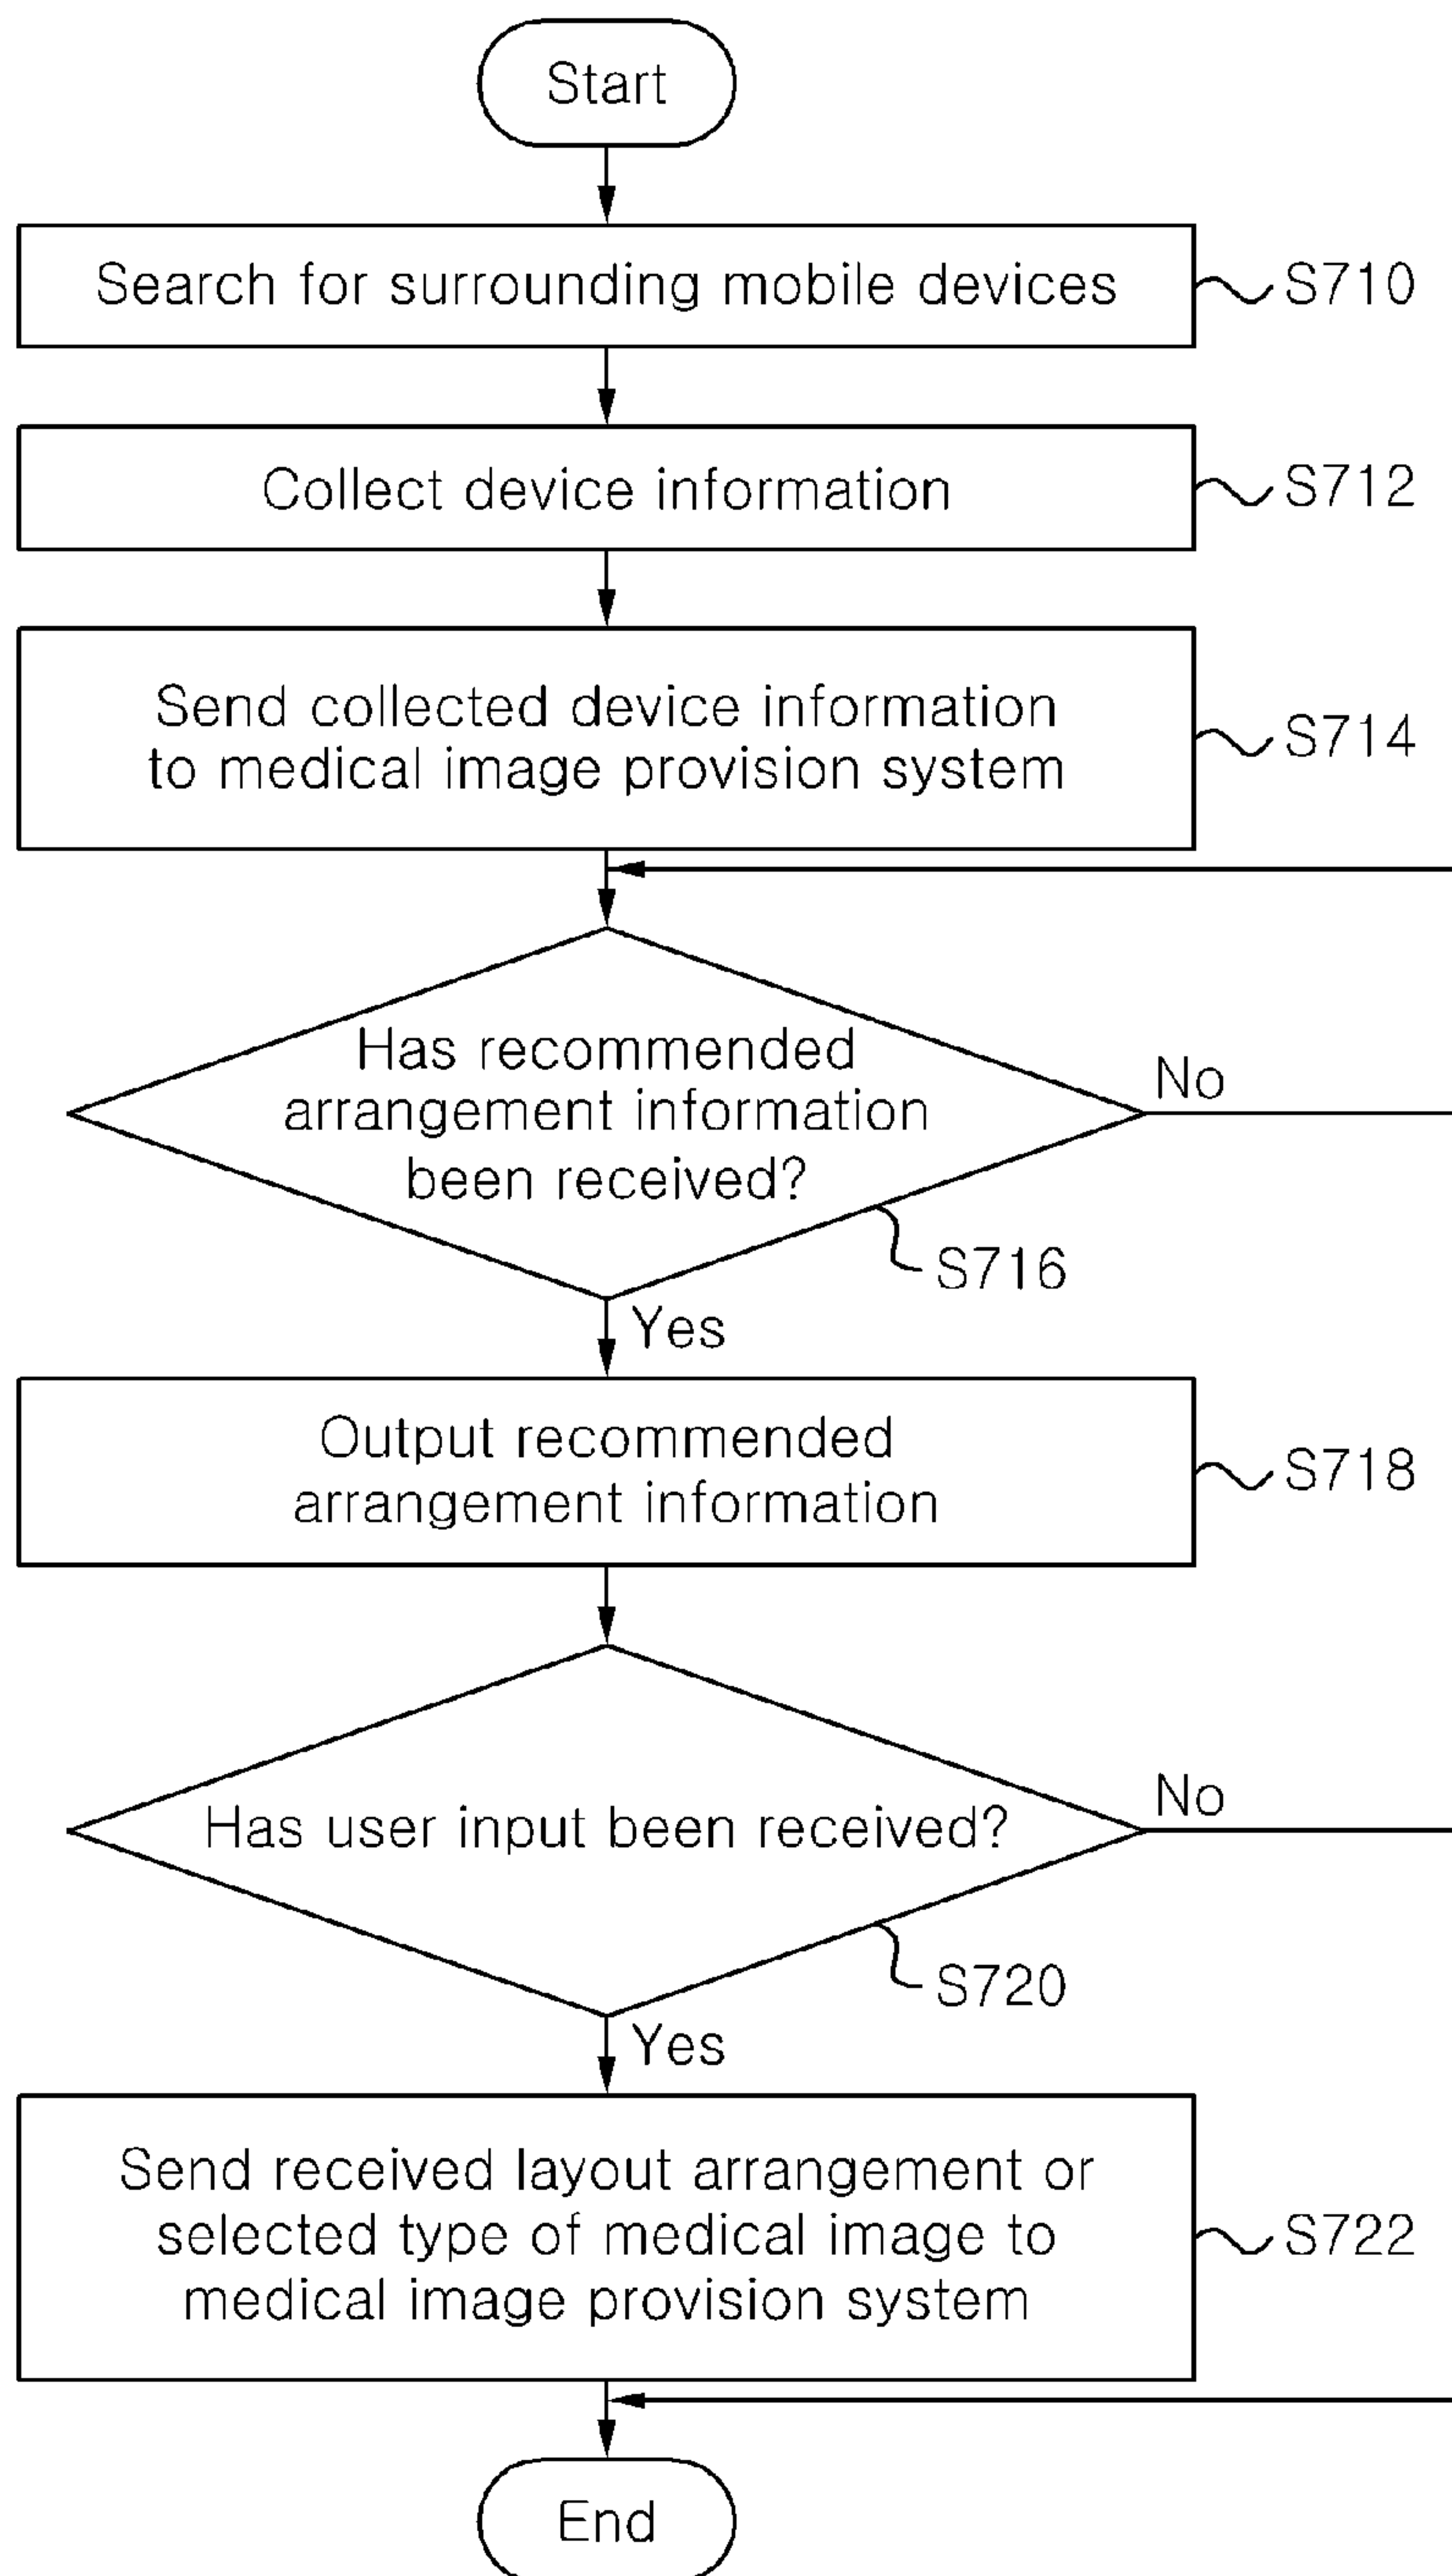 Start
Search for surrounding mobile devices
S710
Collect device information
S712
Send collected device information
to medical image provision system
S714
Has recommended
arrangement information
been received?
No
S716
Yes
Output recommended
arrangement information
S718
Has user input been received?
No
S720
Yes
Send received layout arrangement or
selected type of medical image to
medical image provision system
S722
End